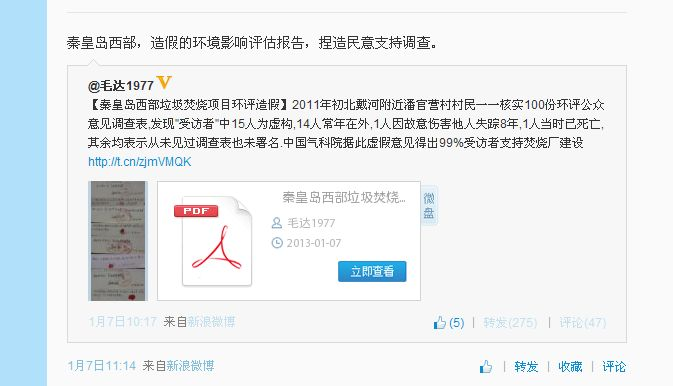 秦皇岛西部，造假的环境影响评估报告，捏造民意支持调查。
@毛达1977
【秦皇岛西部垃圾焚烧项目环评造假】2011年初北戴河附近潘官营村村民一一核实100份环评公众
意见调查表,发现"受访者"中15人为虚构,14人常年在外,1人因故意伤害他人失踪8年,1人当时已死亡,
其余均表示从未见过调查表也未署名.中国气科院据此虚假意见得出99%受访者支持焚烧厂建设
http://t.cn/zjmVMQK
PDF
秦皇岛西部垃圾焚烧...
毛达1977
2013-01-07
立即查看
微盘
1月7日10:17 来自新浪微博
(5) | 转发(275) | 评论(47)
1月7日11:14 来自新浪微博
| 转发 | 收藏 | 评论